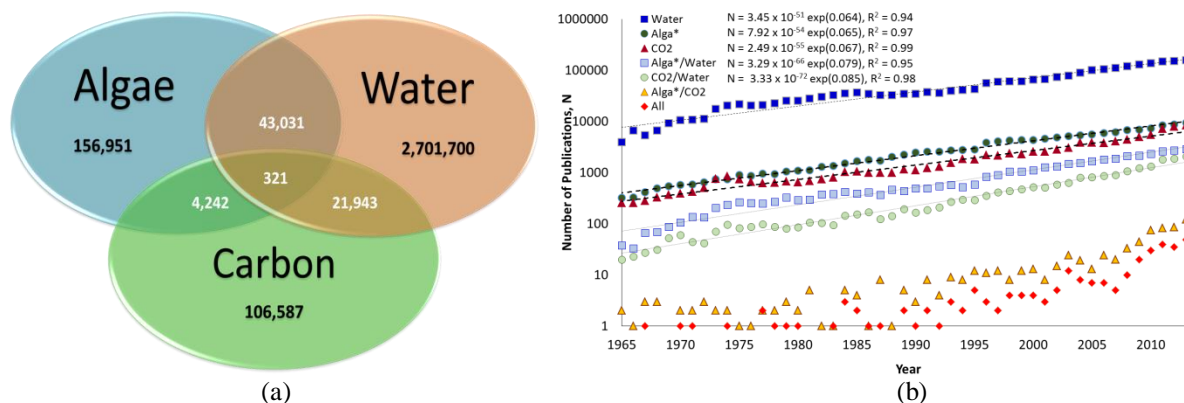 Algae
Water
156,951
43,031
2,701,700
321
4,242
21,943
Carbon
106,587
(a)
Number of Publications, N
1000000
100000
10000
1000
100
10
1
Water N = 3.45 x 10⁻⁵¹ exp(0.064), R² = 0.94
Alga* N = 7.92 x 10⁻⁵⁴ exp(0.065), R² = 0.97
CO2 N = 2.49 x 10⁻⁵⁵ exp(0.067), R² = 0.99
Alga*/Water N = 3.29 x 10⁻⁶⁶ exp(0.079), R² = 0.95
CO2/Water N = 3.33 x 10⁻⁷² exp(0.085), R² = 0.98
Alga*/CO2
All
1965 1970 1975 1980 1985 1990 1995 2000 2005 2010
Year
(b)